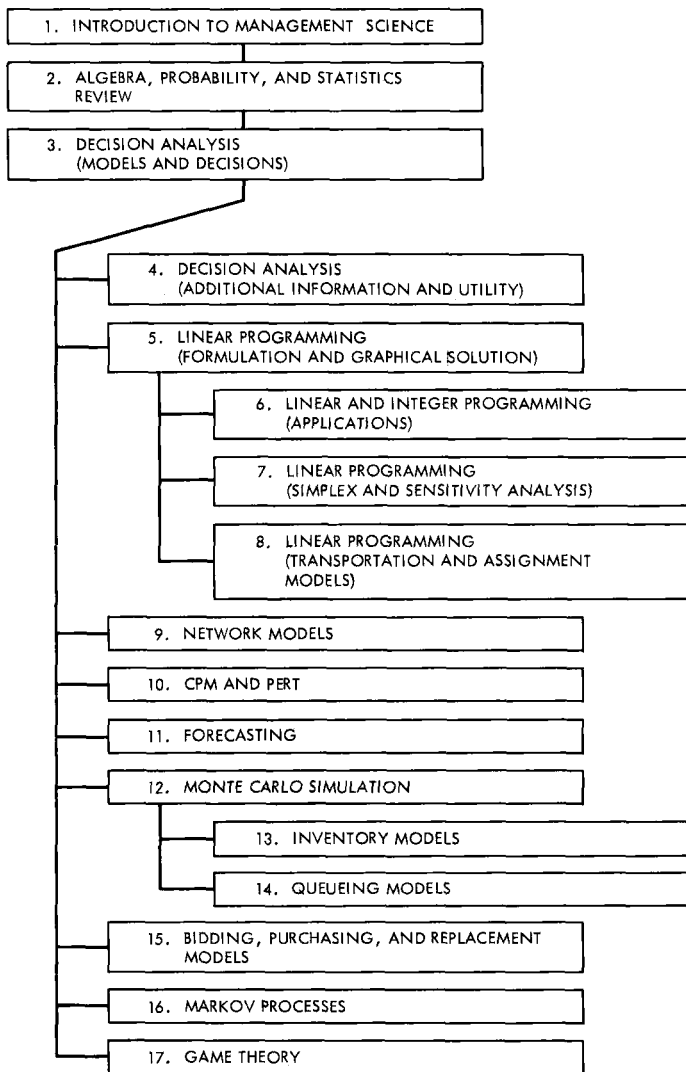 1. INTRODUCTION TO MANAGEMENT SCIENCE
2. ALGEBRA, PROBABILITY, AND STATISTICS
REVIEW
3. DECISION ANALYSIS
(MODELS AND DECISIONS)
4. DECISION ANALYSIS
(ADDITIONAL INFORMATION AND UTILITY)
5. LINEAR PROGRAMMING
(FORMULATION AND GRAPHICAL SOLUTION)
6. LINEAR AND INTEGER PROGRAMMING
(APPLICATIONS)
7. LINEAR PROGRAMMING
(SIMPLEX AND SENSITIVITY ANALYSIS)
8. LINEAR PROGRAMMING
(TRANSPORTATION AND ASSIGNMENT
MODELS)
9. NETWORK MODELS
10. CPM AND PERT
11. FORECASTING
12. MONTE CARLO SIMULATION
13. INVENTORY MODELS
14. QUEUEING MODELS
15. BIDDING, PURCHASING, AND REPLACEMENT
MODELS
16. MARKOV PROCESSES
17. GAME THEORY